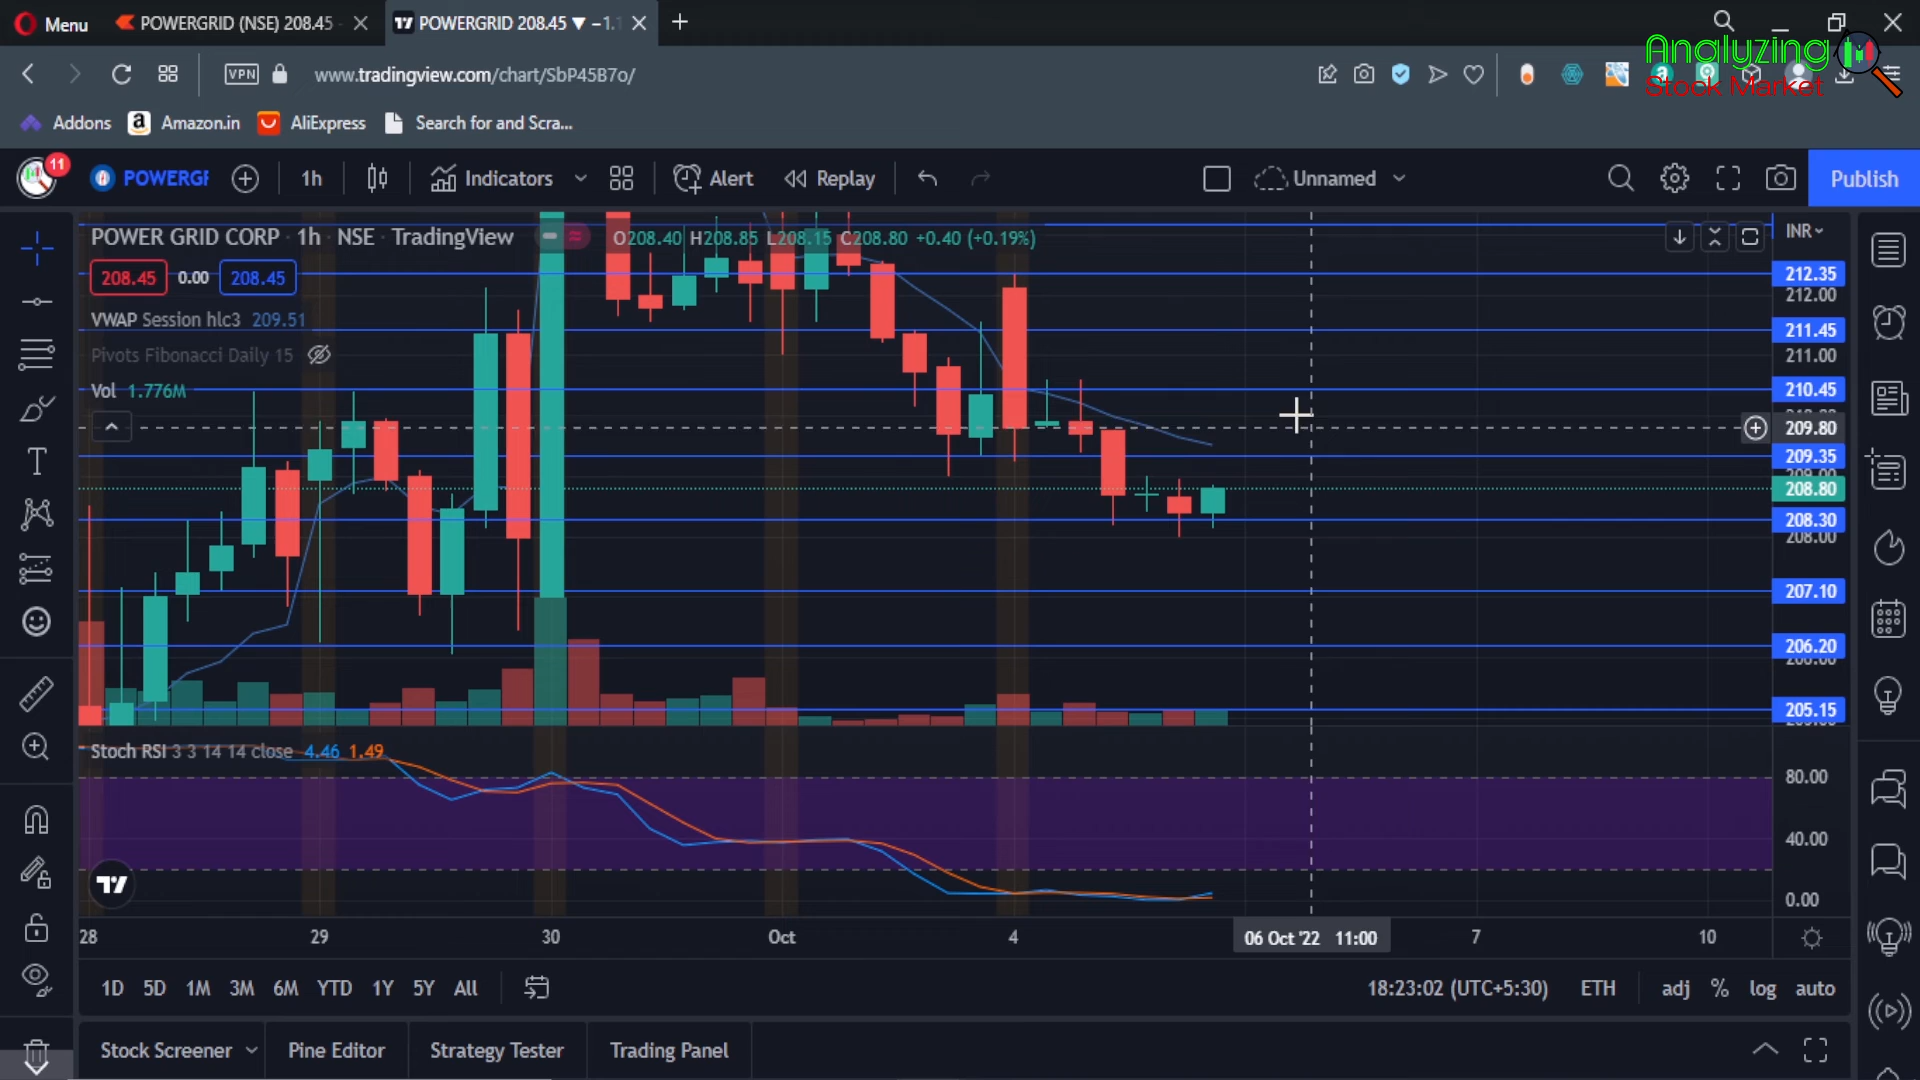 Menu
POWERGRID (NSE) 208.45
POWERGRID 208.45 ▼ −1.1
Analyzing
Stock Market
VPN
www.tradingview.com/chart/SbP45B7o/
Addons
Amazon.in
AliExpress
Search for and Scra...
11
POWERGR
1h
Indicators
Alert
Replay
Unnamed
Publish
POWER GRID CORP · 1h · NSE · TradingView
O208.40 H208.85 L208.15 C208.80 +0.40 (+0.19%)
INR
208.45 0.00 208.45
VWAP Session hlc3 209.51
Pivots Fibonacci Daily 15
Vol 1.776M
212.35
212.00
211.45
211.00
210.45
209.80
209.35
208.80
208.30
208.00
207.10
206.20
205.15
Stoch RSI 3 3 14 14 close 4.46 1.49
80.00
40.00
0.00
28 29 30 Oct 4 06 Oct '22 11:00 7 10
1D 5D 1M 3M 6M YTD 1Y 5Y All
18:23:02 (UTC+5:30) ETH adj % log auto
Stock Screener Pine Editor Strategy Tester Trading Panel